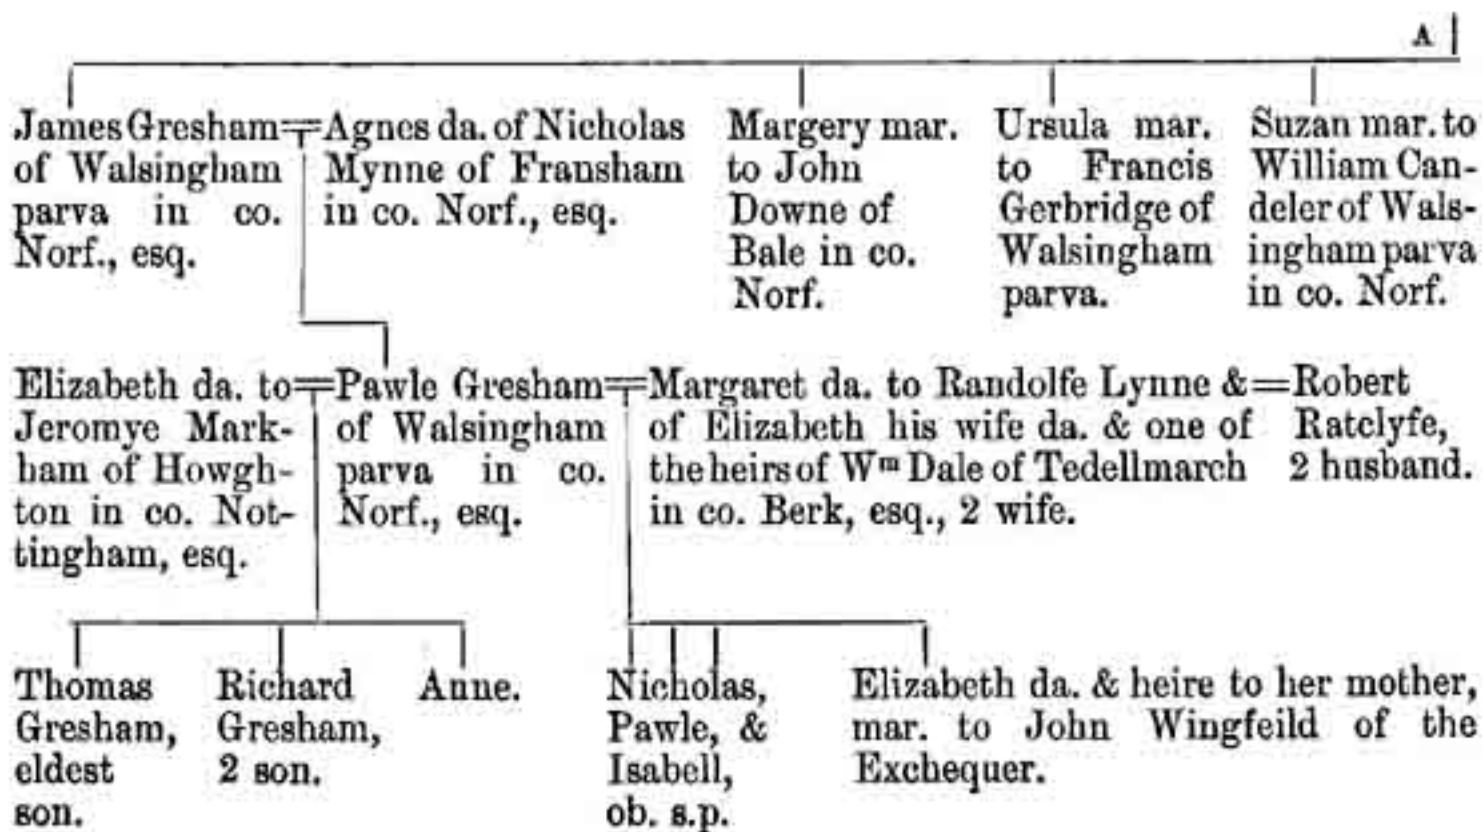 A
James Gresham
of Walsingham
parva in co.
Norf., esq.
Agnes da. of Nicholas
Mynne of Fransham
in co. Norf., esq.
Margery mar.
to John
Downe of
Bale in co.
Norf.
Ursula mar.
to Francis
Gerbridge of
Walsingham
parva.
Suzan mar. to
William Can-
deler of Wals-
ingham parva
in co. Norf.
Elizabeth da. to
Jeromye Mark-
ham of Howgh-
ton in co. Not-
tingham, esq.
Pawle Gresham
of Walsingham
parva in co.
Norf., esq.
Margaret da. to Randolfe Lynne &
of Elizabeth his wife da. & one of
the heirs of Wᵐ Dale of Tedellmarch
in co. Berk, esq., 2 wife.
Robert
Ratclyfe,
2 husband.
Thomas
Gresham,
eldest
son.
Richard
Gresham,
2 son.
Anne.
Nicholas,
Pawle, &
Isabell,
ob. s.p.
Elizabeth da. & heire to her mother,
mar. to John Wingfeild of the
Exchequer.